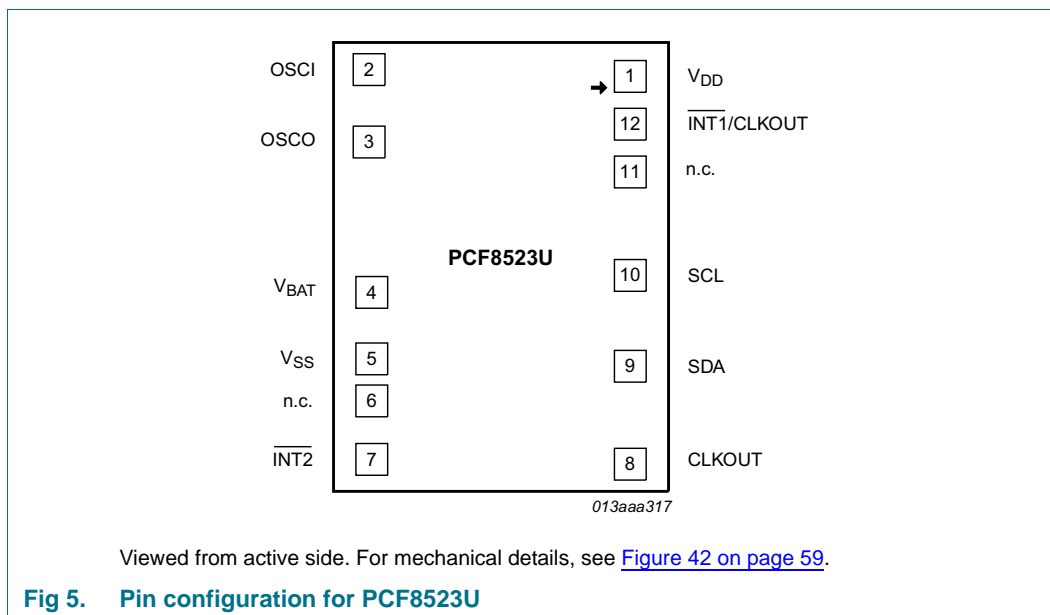 OSCI 2 1 VDD
12 INT1/CLKOUT
OSCO 3
11 n.c.
PCF8523U
10 SCL
VBAT 4
VSS 5
9 SDA
n.c. 6
INT2 7 8 CLKOUT
013aaa317
Viewed from active side. For mechanical details, see Figure 42 on page 59.
Fig 5. Pin configuration for PCF8523U